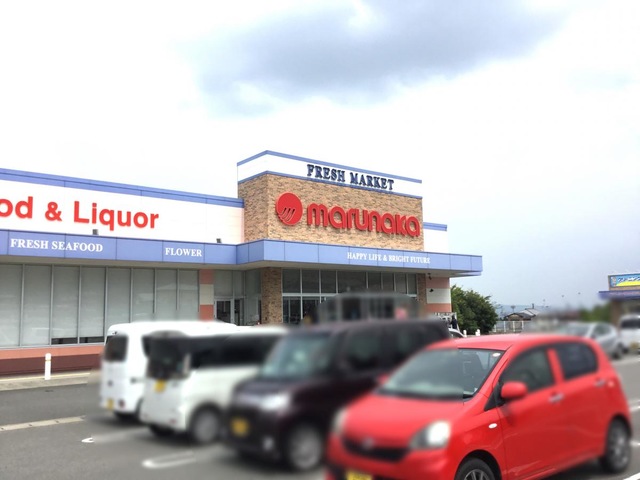 FRESH MARKET
marunaka
od & Liquor
FRESH SEAFOOD
FLOWER
HAPPY LIFE & BRIGHT FUTURE